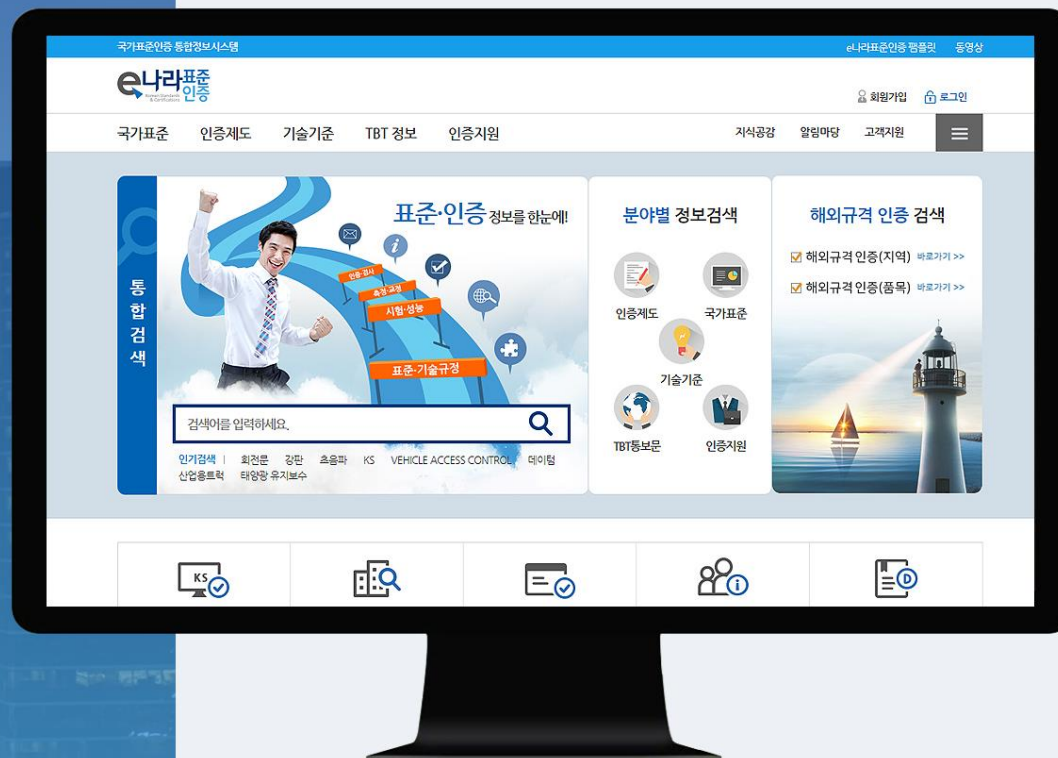 국가표준인증 통합정보시스템
e나라표준인증 팸플릿 동영상
e나라표준인증
Korean Standards & Certifications
회원가입 로그인
국가표준 인증제도 기술기준 TBT 정보 인증지원 지식공감 알림마당 고객지원
통합검색
표준·인증 정보를 한눈에!
인증·검사
측정·교정
시험·성능
표준·기술규정
검색어를 입력하세요.
인기검색 | 회전문 강판 초음파 KS VEHICLE ACCESS CONTROL / 데이텀
산업용트럭 태양광 유지보수
분야별 정보검색
인증제도 국가표준
기술기준
TBT통보문 인증지원
해외규격 인증 검색
해외규격 인증(지역) 바로가기 >>
해외규격 인증(품목) 바로가기 >>
KS
D